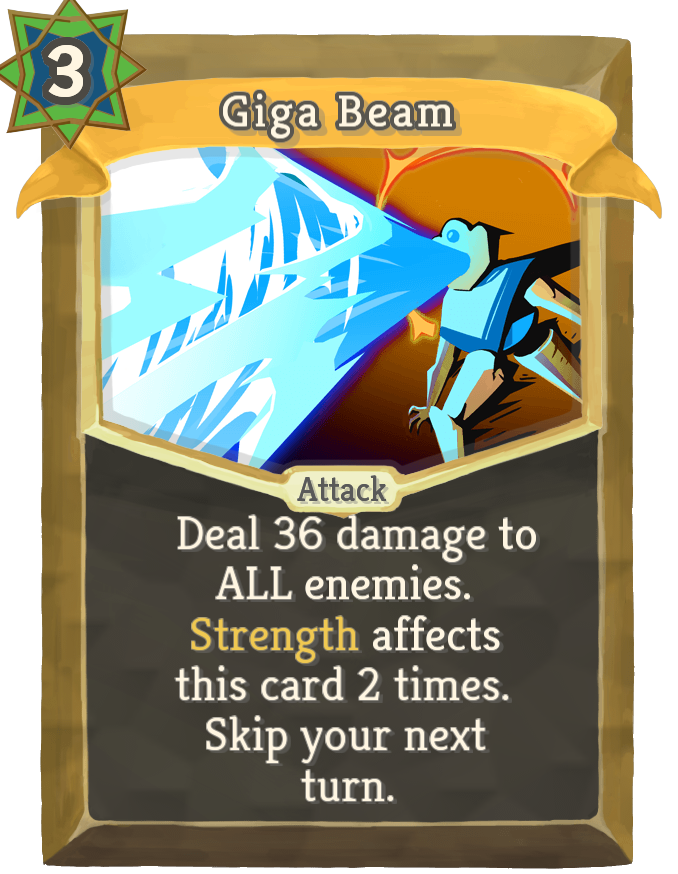 3
Giga Beam
Attack
Deal 36 damage to
ALL enemies.
Strength affects
this card 2 times.
Skip your next
turn.